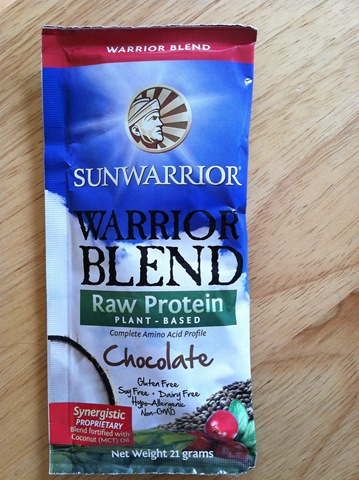 WARRIOR BLEND
SUNWARRIOR
WARRIOR
BLEND
Raw Protein
PLANT - BASED
Complete Amino Acid Profile
Chocolate
Gluten Free
Soy Free • Dairy Free
Hypo-Allergenic
Non-GMO
Synergistic
PROPRIETARY
Blend fortified with
Coconut (MCT) Oil
Net Weight 21 grams